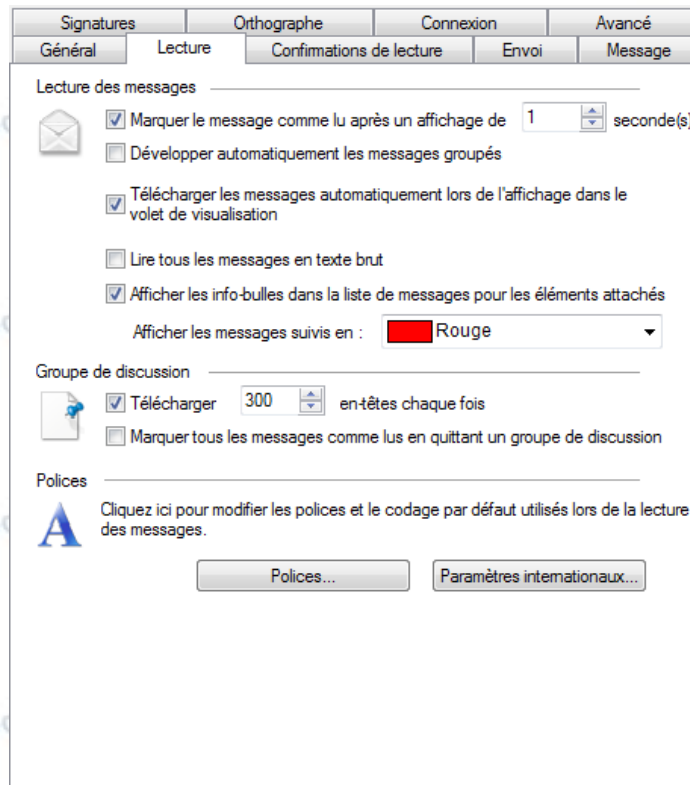 Signatures Orthographe Connexion Avancé
Général Lecture Confirmations de lecture Envoi Message
Lecture des messages
Marquer le message comme lu après un affichage de 1 seconde(s)
Développer automatiquement les messages groupés
Télécharger les messages automatiquement lors de l'affichage dans le
volet de visualisation
Lire tous les messages en texte brut
Afficher les info-bulles dans la liste de messages pour les éléments attachés
Afficher les messages suivis en : Rouge
Groupe de discussion
Télécharger 300 en-têtes chaque fois
Marquer tous les messages comme lus en quittant un groupe de discussion
Polices
Cliquez ici pour modifier les polices et le codage par défaut utilisés lors de la lecture
des messages.
Polices... Paramètres internationaux...